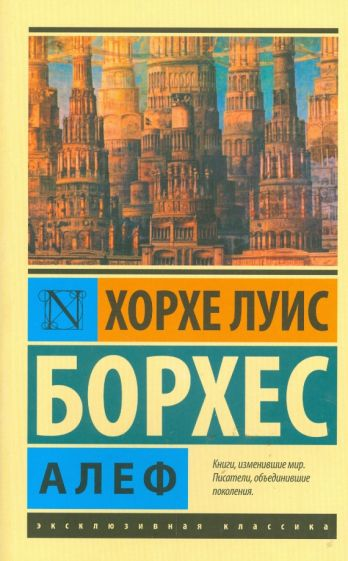 N
ХОРХЕ ЛУИС
БОРХЕС
АЛЕФ
Книги, изменившие мир.
Писатели, объединившие
поколения.
эксклюзивная классика